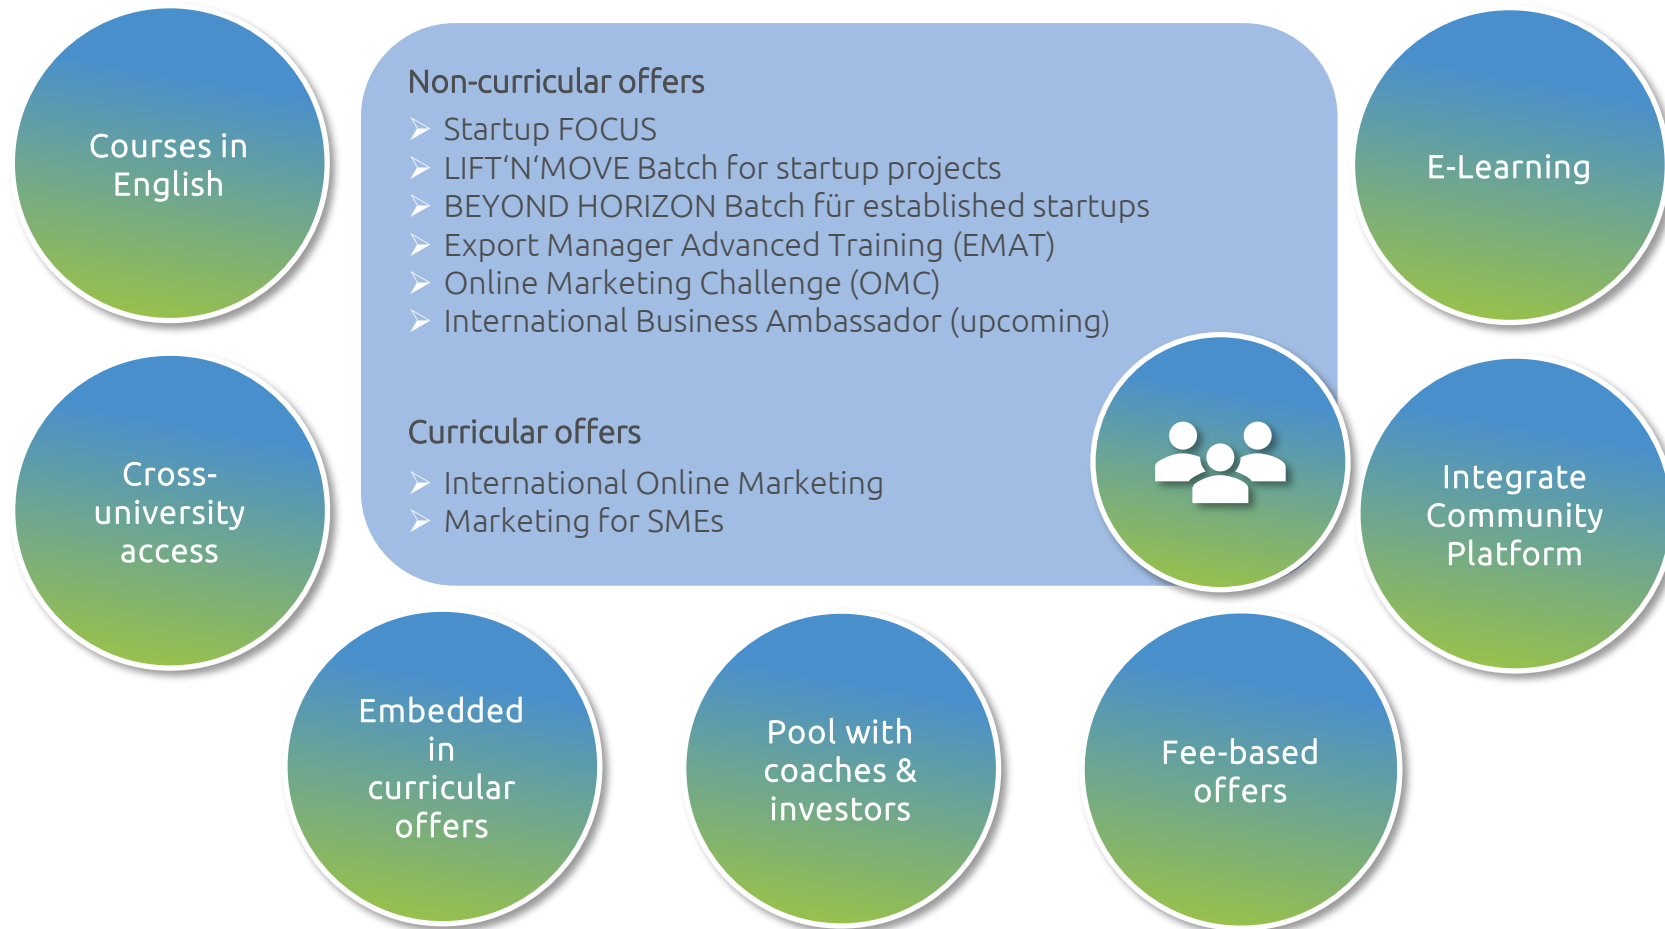 Courses in
English
Non-curricular offers
➢ Startup FOCUS
➢ LIFT‘N‘MOVE Batch for startup projects
➢ BEYOND HORIZON Batch für established startups
➢ Export Manager Advanced Training (EMAT)
➢ Online Marketing Challenge (OMC)
➢ International Business Ambassador (upcoming)
Curricular offers
➢ International Online Marketing
➢ Marketing for SMEs
E-Learning
Cross-
university
access
Integrate
Community
Platform
Embedded
in
curricular
offers
Pool with
coaches &
investors
Fee-based
offers